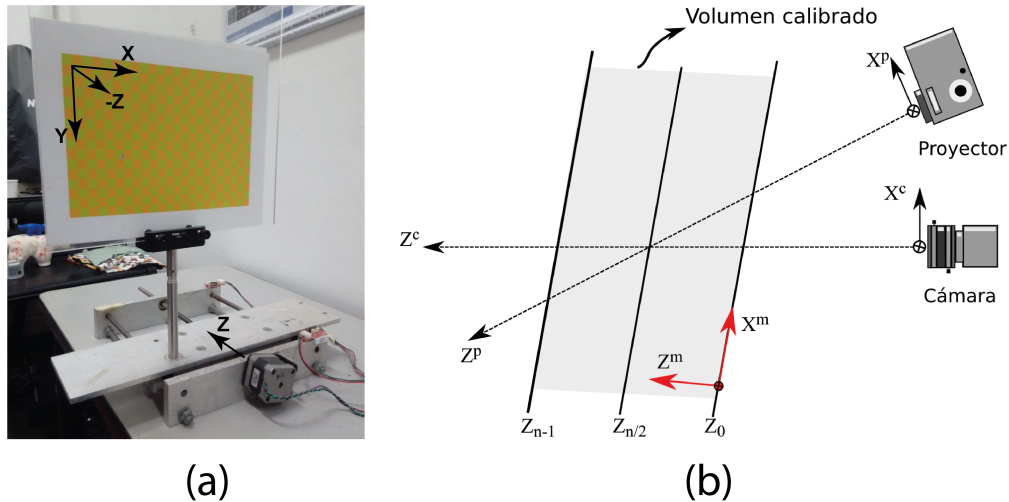 X
-Z
Y
Z
(a)
Volumen calibrado
X^p
Proyector
X^c
Z^c
Cámara
X^m
Z^p
Z^m
Z_{n-1}
Z_{n/2}
Z_0
(b)